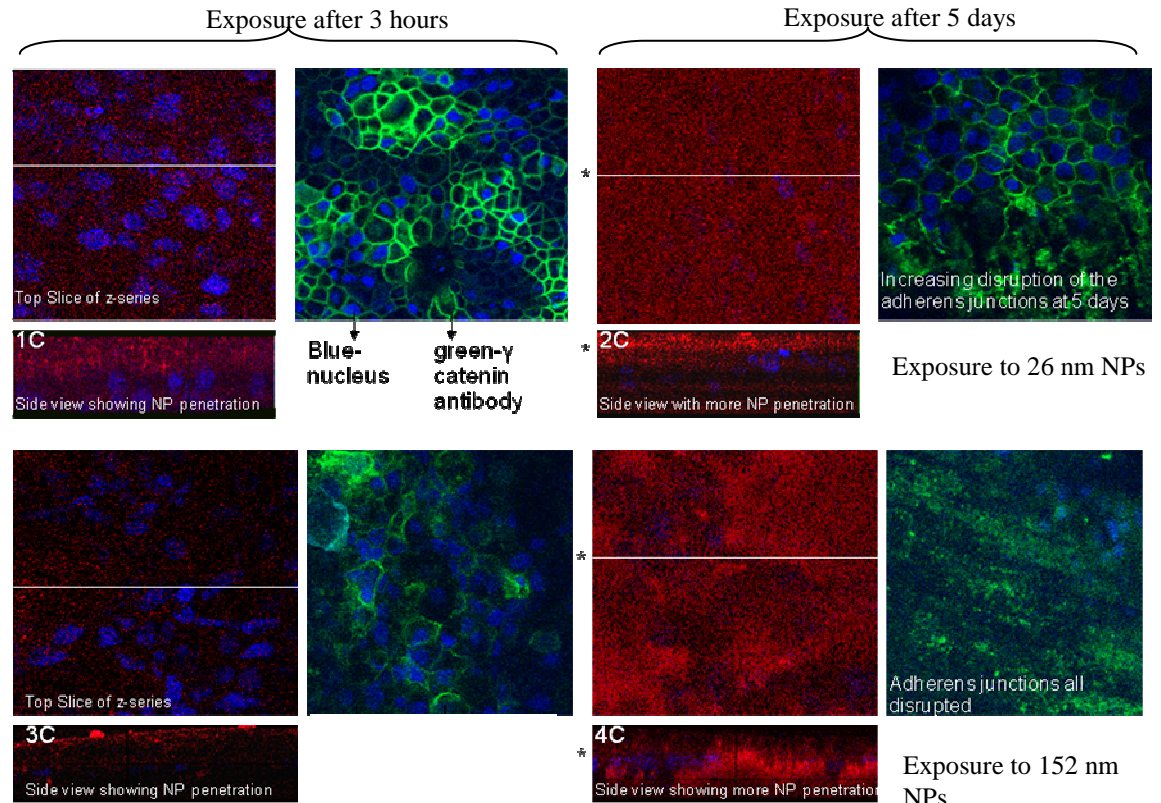 Exposure after 3 hours
Exposure after 5 days
Top Slice of z-series
*
Increasing disruption of the
adherens junctions at 5 days
1C
Side view showing NP penetration
Blue-
nucleus
green-γ
catenin
antibody
*
2C
Side view with more NP penetration
Exposure to 26 nm NPs
Top Slice of z-series
*
Adherens junctions all
disrupted
3C
Side view showing NP penetration
*
4C
Side view showing more NP penetration
Exposure to 152 nm
NPs